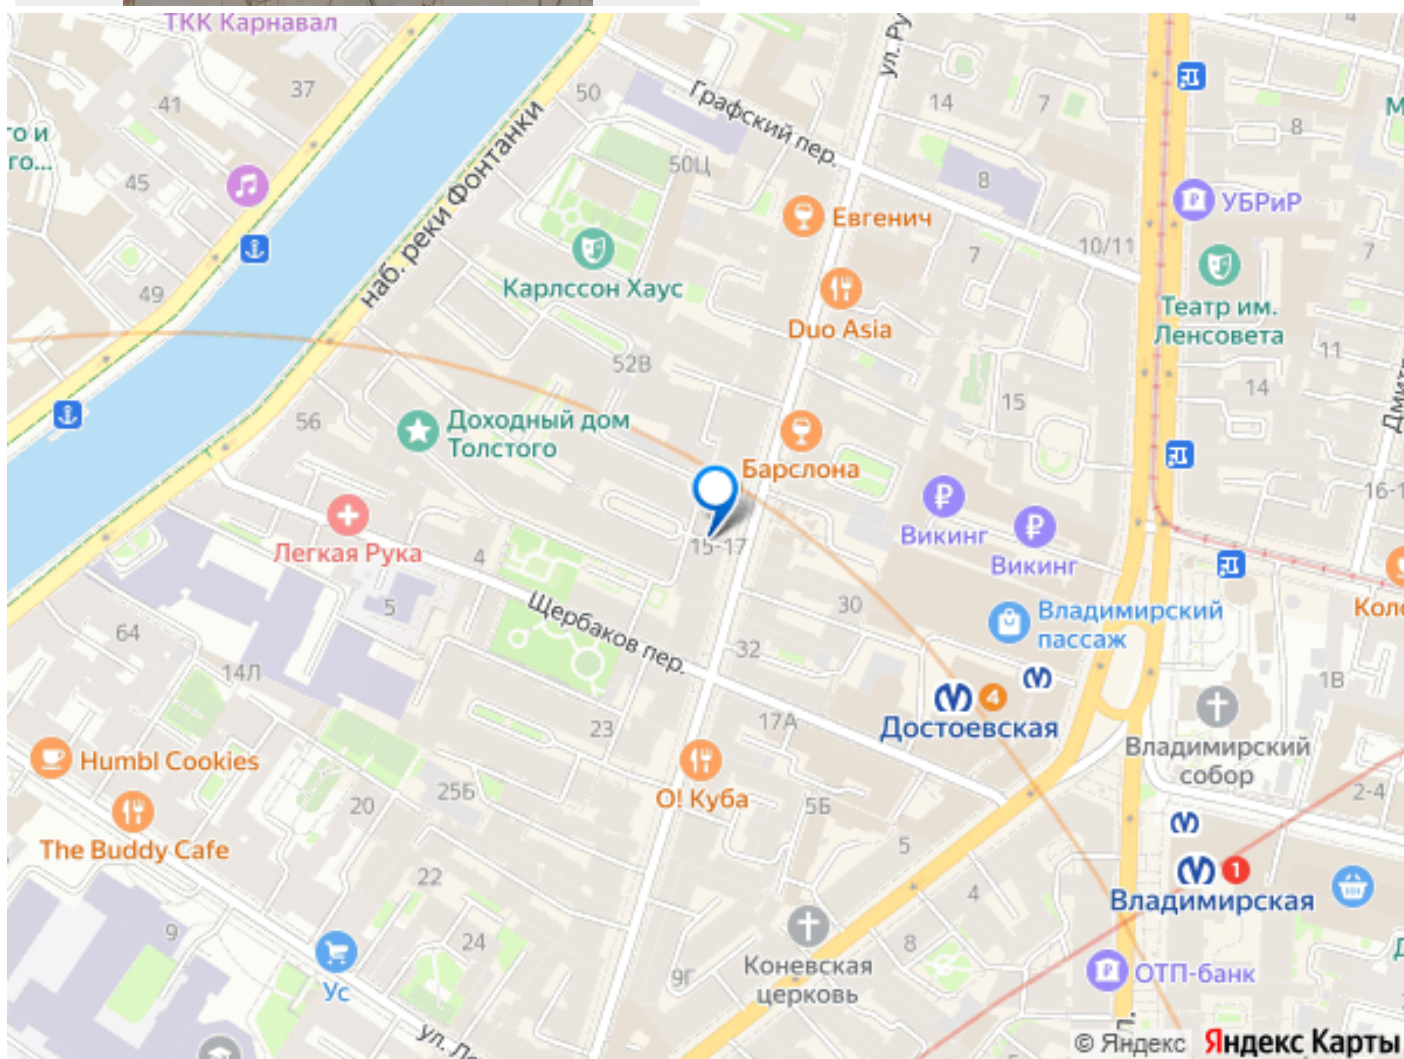 ТКК Карнавал
37
41
50
ул. Ру
4
14
7
Графский пер.
8
50Ц
45
наб. реки Фонтанки
8
УБРиР
Евгенич
10/11
7
7
Карлссон Хаус
49
Duo Asia
Театр им.
Ленсовета
52В
11
14
15
56
Доходный дом
Толстого
Барслона
16-1
Викинг
Викинг
15-17
Легкая Рука
4
5
Щербаков пер.
30
Владимирский
пассаж
64
32
14Л
1В
4
Достоевская
17А
23
Владимирский
собор
Humbl Cookies
О! Куба
25Б
20
5Б
2-4
The Buddy Cafe
5
22
1
Владимирская
4
9
24
8
Коневская
церковь
9Г
Ус
ОТП-банк
© Яндекс Яндекс Карты